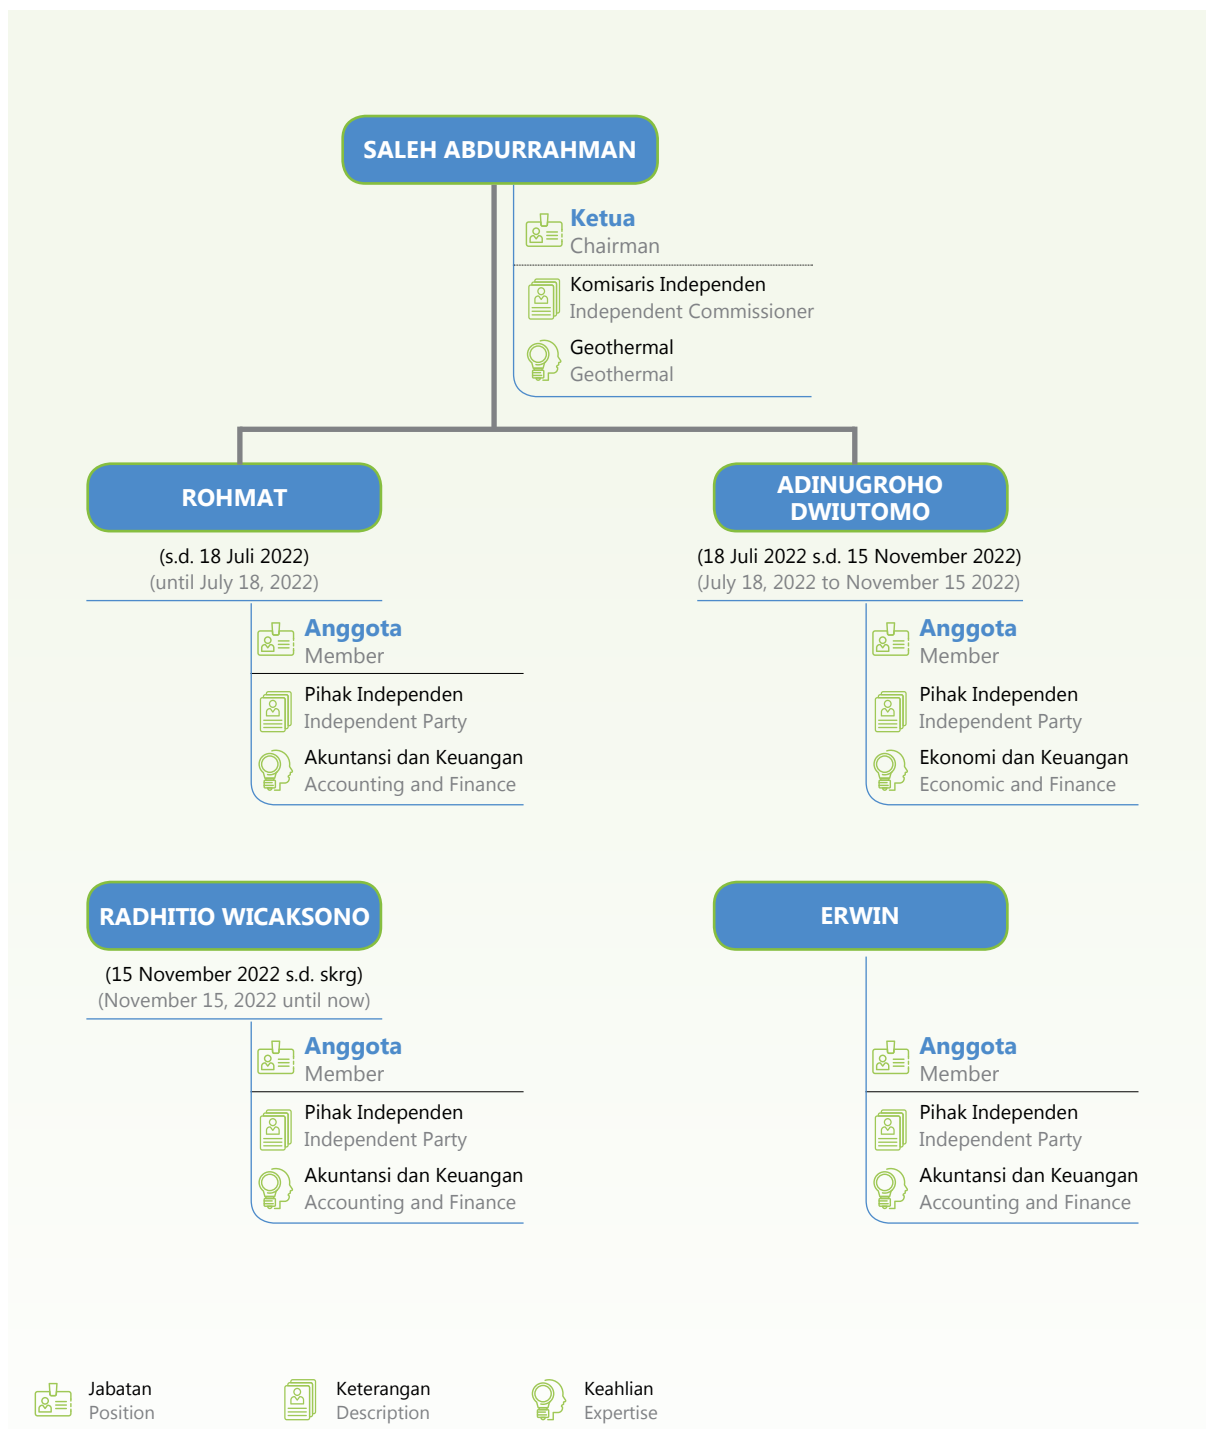 SALEH ABDURRAHMAN
Ketua
Chairman
Komisaris Independen
Independent Commissioner
Geothermal
Geothermal
ROHMAT
(s.d. 18 Juli 2022)
(until July 18, 2022)
Anggota
Member
Pihak Independen
Independent Party
Akuntansi dan Keuangan
Accounting and Finance
ADINUGROHO
DWIUTOMO
(18 Juli 2022 s.d. 15 November 2022)
(July 18, 2022 to November 15 2022)
Anggota
Member
Pihak Independen
Independent Party
Ekonomi dan Keuangan
Economic and Finance
RADHITIO WICAKSONO
(15 November 2022 s.d. skrg)
(November 15, 2022 until now)
Anggota
Member
Pihak Independen
Independent Party
Akuntansi dan Keuangan
Accounting and Finance
ERWIN
Anggota
Member
Pihak Independen
Independent Party
Akuntansi dan Keuangan
Accounting and Finance
Jabatan
Position
Keterangan
Description
Keahlian
Expertise